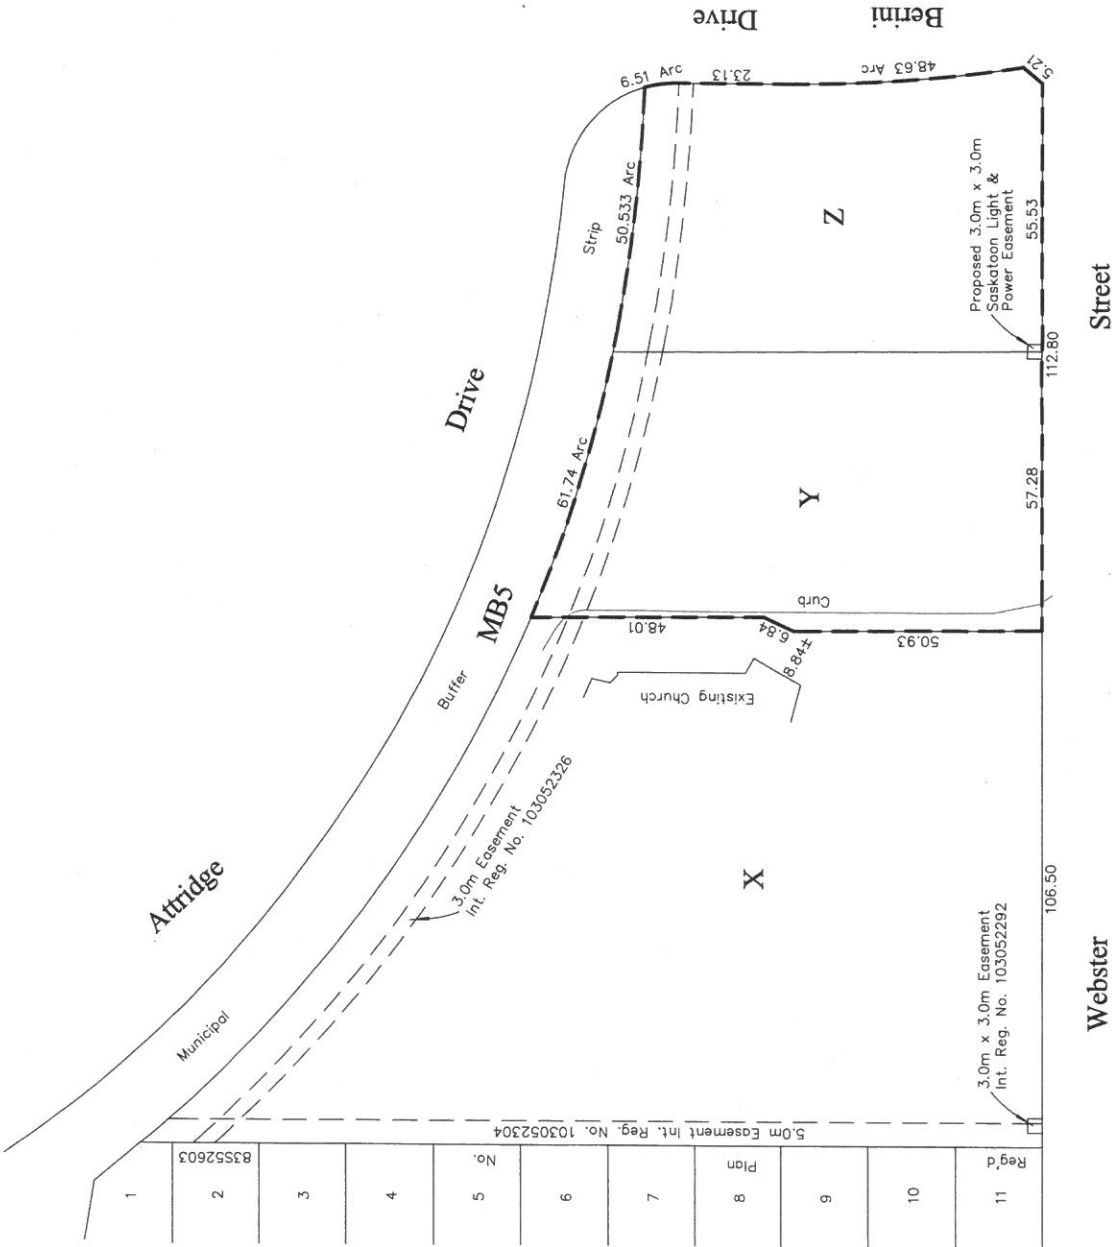 Berini
Drive
6.51 Arc
23.13
48.63 Arc
5.21
50.533 Arc
Strip
Z
Proposed 3.0m x 3.0m
Saskatoon Light &
Power Easement
55.53
Street
112.80
Drive
61.74 Arc
Y
57.28
MB5
Curb
48.01
6.84
50.93
8.84±
Buffer
Existing Church
3.0m Easement
Int. Reg. No. 103052326
X
Attridge
106.50
3.0m x 3.0m Easement
Int. Reg. No. 103052292
Webster
Municipal
5.0m Easement Int. Reg. No. 103052304
Reg'd Plan No. 83S52603
1
2
3
4
5
6
7
8
9
10
11